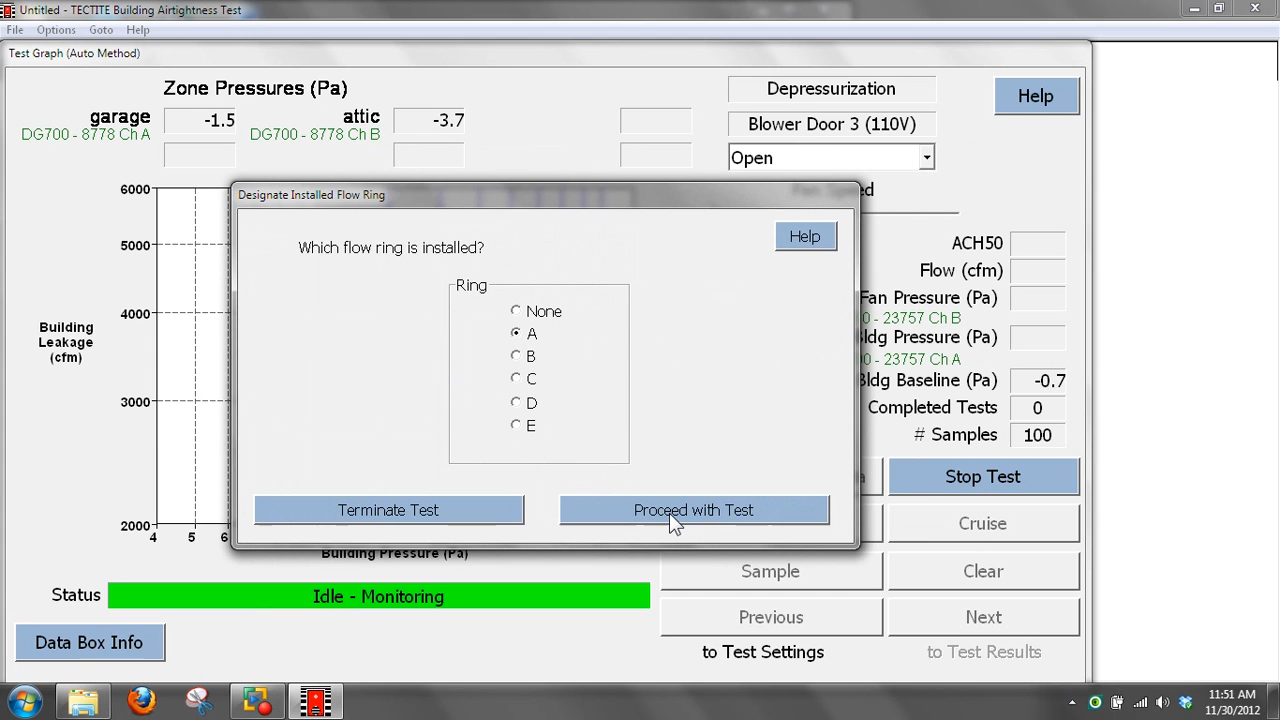 Untitled - TECTITE Building Airtightness Test
File Options Goto Help
Test Graph (Auto Method)
Zone Pressures (Pa)
garage -1.5 attic -3.7
DG700 - 8778 Ch A DG700 - 8778 Ch B
Depressurization
Help
Blower Door 3 (110V)
Open
6000
5000
4000
3000
2000
Building
Leakage
(cfm)
4 5 6
Building Pressure (Pa)
Designate Installed Flow Ring
Which flow ring is installed?
Help
Ring
None
A
B
C
D
E
Terminate Test Proceed with Test
ACH50
Flow (cfm)
Fan Pressure (Pa)
- 23757 Ch B
Bldg Pressure (Pa)
- 23757 Ch A
Bldg Baseline (Pa) -0.7
Completed Tests 0
# Samples 100
Stop Test
Cruise
Sample Clear
Previous Next
to Test Settings to Test Results
Status Idle - Monitoring
Data Box Info
11:51 AM
11/30/2012